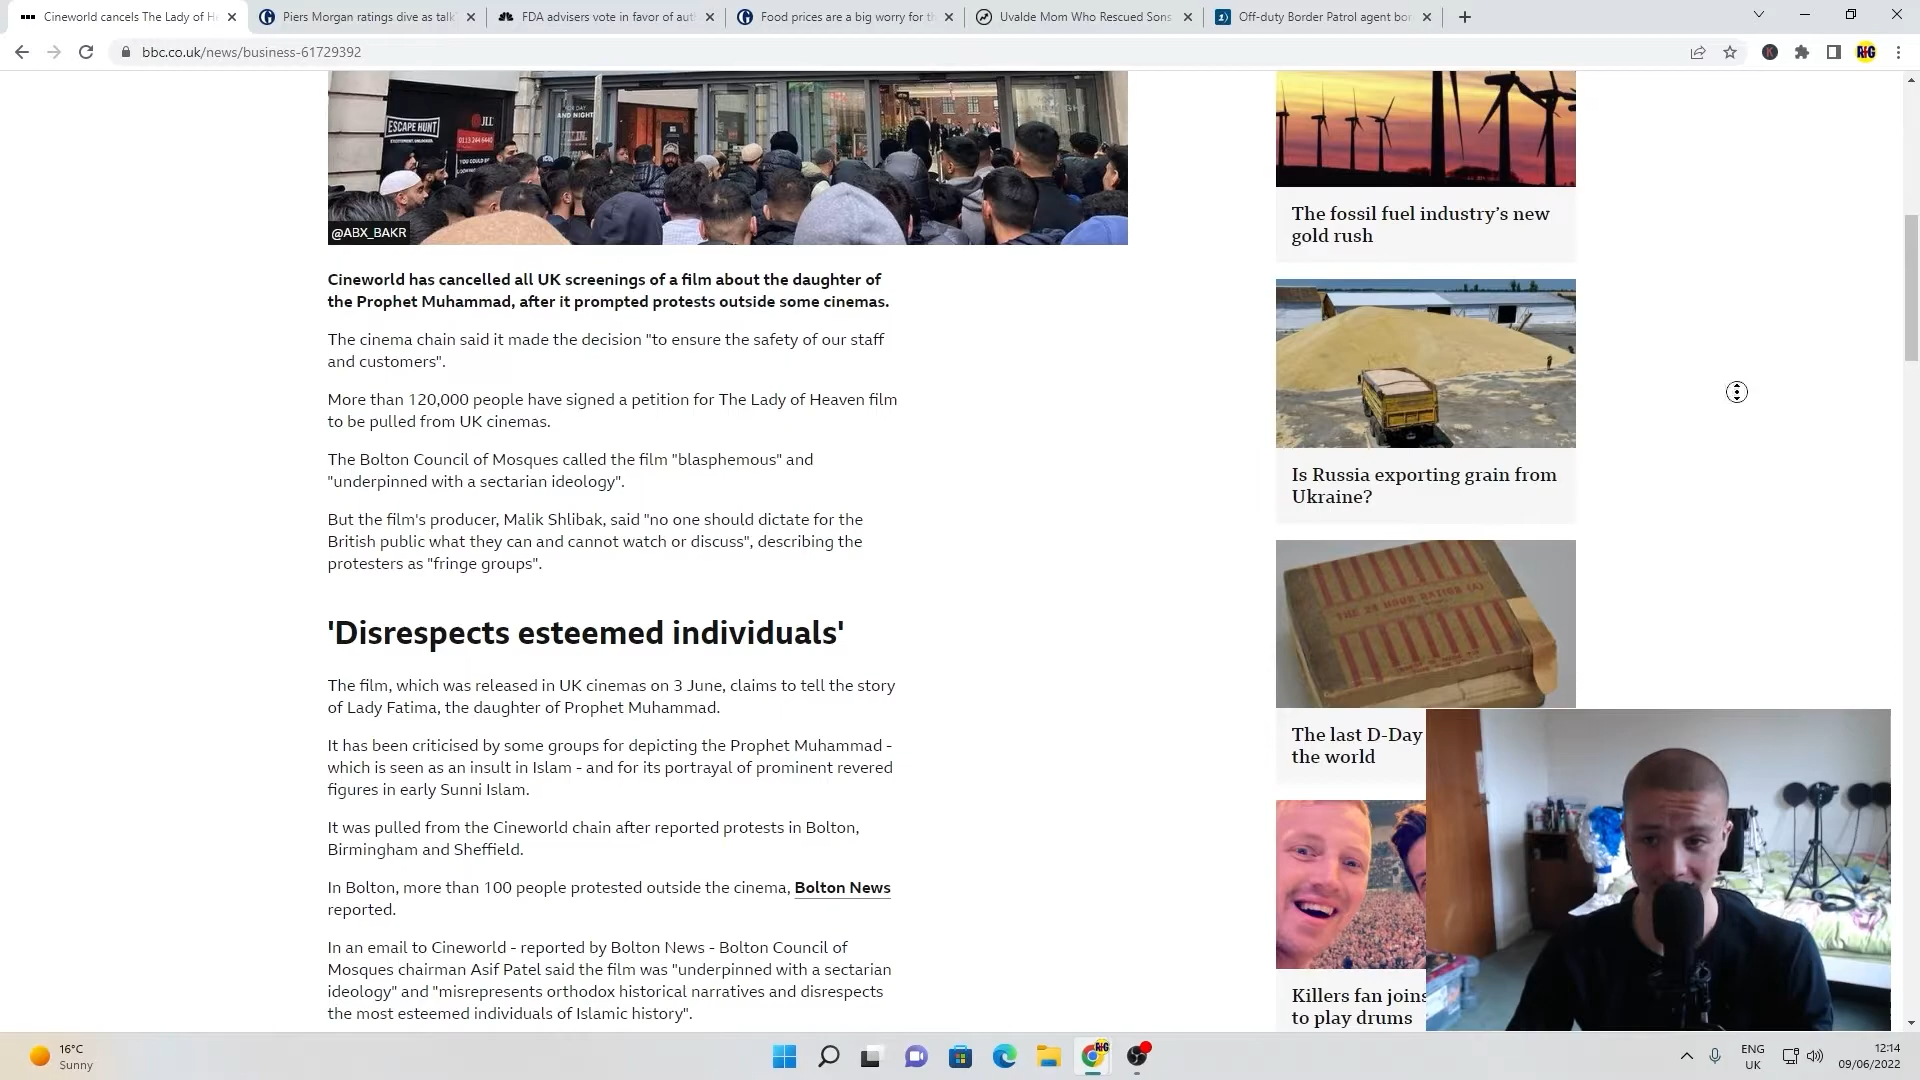 Cineworld cancels The Lady of H
Piers Morgan ratings dive as talk
FDA advisers vote in favor of aut
Food prices are a big worry for th
Uvalde Mom Who Rescued Sons
Off-duty Border Patrol agent bor
bbc.co.uk/news/business-61729392
ESCAPE HUNT
JLL
0113 244 6440
AND NIGHT
@ABX_BAKR
Cineworld has cancelled all UK screenings of a film about the daughter of
the Prophet Muhammad, after it prompted protests outside some cinemas.
The cinema chain said it made the decision "to ensure the safety of our staff
and customers".
More than 120,000 people have signed a petition for The Lady of Heaven film
to be pulled from UK cinemas.
The Bolton Council of Mosques called the film "blasphemous" and
"underpinned with a sectarian ideology".
But the film's producer, Malik Shlibak, said "no one should dictate for the
British public what they can and cannot watch or discuss", describing the
protesters as "fringe groups".
'Disrespects esteemed individuals'
The film, which was released in UK cinemas on 3 June, claims to tell the story
of Lady Fatima, the daughter of Prophet Muhammad.
It has been criticised by some groups for depicting the Prophet Muhammad -
which is seen as an insult in Islam - and for its portrayal of prominent revered
figures in early Sunni Islam.
It was pulled from the Cineworld chain after reported protests in Bolton,
Birmingham and Sheffield.
In Bolton, more than 100 people protested outside the cinema, Bolton News
reported.
In an email to Cineworld - reported by Bolton News - Bolton Council of
Mosques chairman Asif Patel said the film was "underpinned with a sectarian
ideology" and "misrepresents orthodox historical narratives and disrespects
the most esteemed individuals of Islamic history".
The fossil fuel industry's new
gold rush
Is Russia exporting grain from
Ukraine?
THE 24 HOUR RATION
The last D-Day
the world
Killers fan joins
to play drums
16°C
Sunny
ENG
UK
12:14
09/06/2022